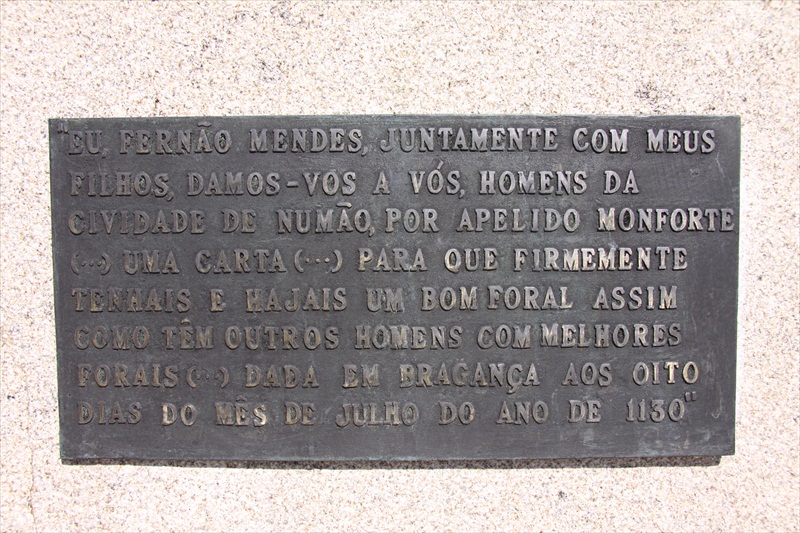 "EU, FERNÃO MENDES, JUNTAMENTE COM MEUS
FILHOS, DAMOS-VOS A VÓS, HOMENS DA
CIVIDADE DE NUMÃO, POR APELIDO MONFORTE
(...) UMA CARTA (...) PARA QUE FIRMEMENTE
TENHAIS E HAJAIS UM BOM FORAL ASSIM
COMO TÊM OUTROS HOMENS COM MELHORES
FORAIS (...) DADA EM BRAGANÇA AOS OITO
DIAS DO MÊS DE JULHO DO ANO DE 1130"